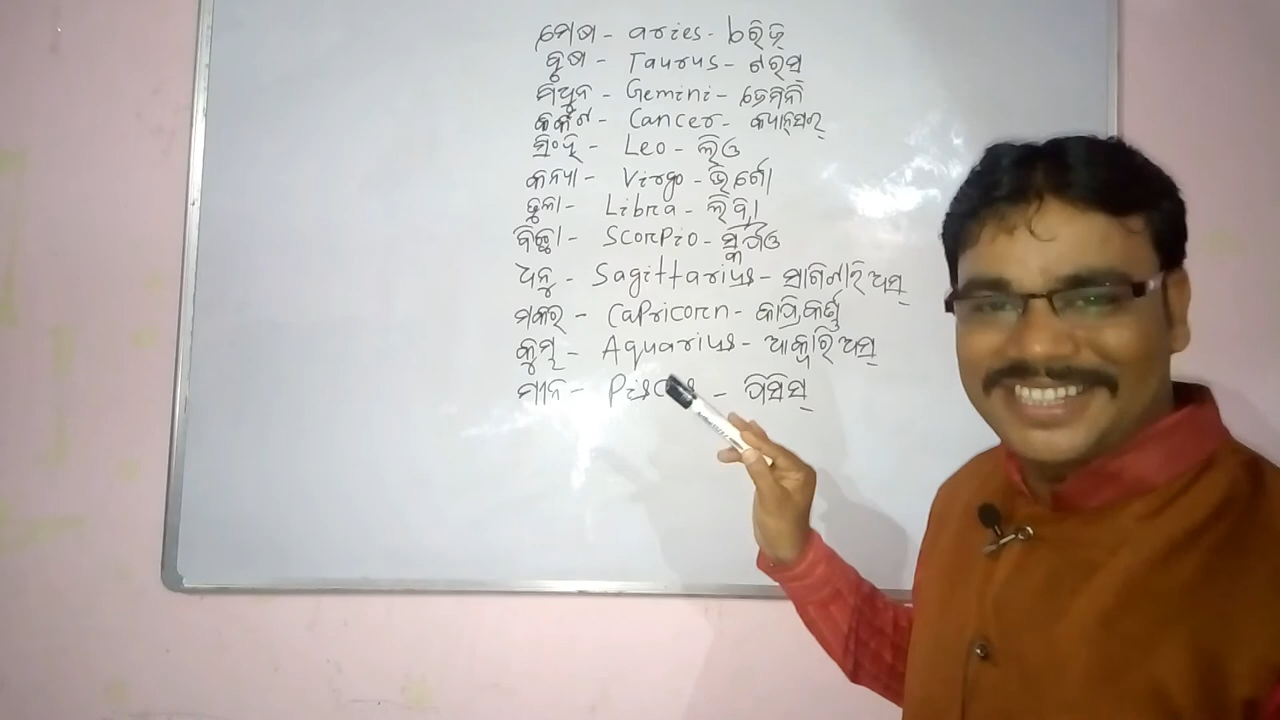 ମେଷ - aries - bରିଜ୍
ବୃଷ - Taurus - ଟରସ୍
ମିଥୁନ - Gemini - ଜେମିନି
କର୍କଟ - Cancer - କ୍ୟାନ୍ସର୍
ସିଂହ - Leo - ଲିଓ
କନ୍ୟା - Virgo - ଭିର୍ଗୋ
ତୁଳା - Libra - ଲିବ୍ରା
ବିଛା - Scorpio - ସ୍କର୍ପିଓ
ଧନୁ - Sagittarius - ସାଗିଟାରିଅସ୍
ମକର - Capricorn - କାପ୍ରିକର୍ଣ୍ଣ
କୁମ୍ଭ - Aquarius - ଆକ୍ୱାରିଅସ୍
ମୀନ - - ପିସିସ୍